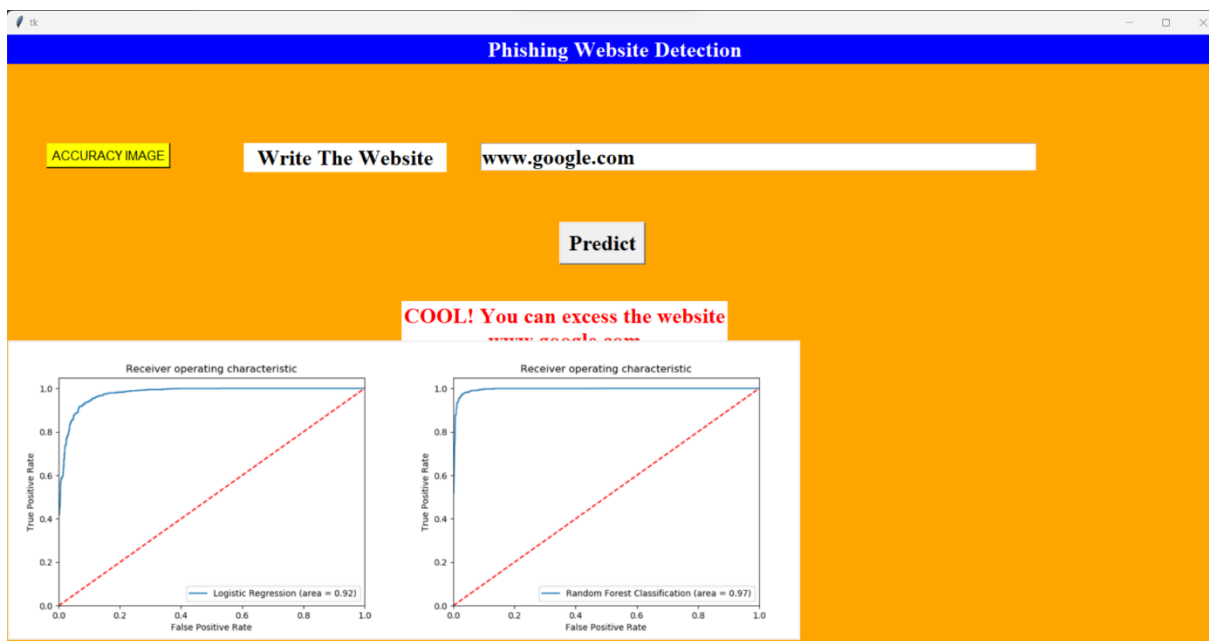 tk
Phishing Website Detection
ACCURACY IMAGE
Write The Website
www.google.com
Predict
COOL! You can excess the website
www.google.com
Receiver operating characteristic
1.0
0.8
0.6
0.4
0.2
0.0
True Positive Rate
Logistic Regression (area = 0.92)
0.0 0.2 0.4 0.6 0.8 1.0
False Positive Rate
Receiver operating characteristic
1.0
0.8
0.6
0.4
0.2
0.0
True Positive Rate
Random Forest Classification (area = 0.97)
0.0 0.2 0.4 0.6 0.8 1.0
False Positive Rate